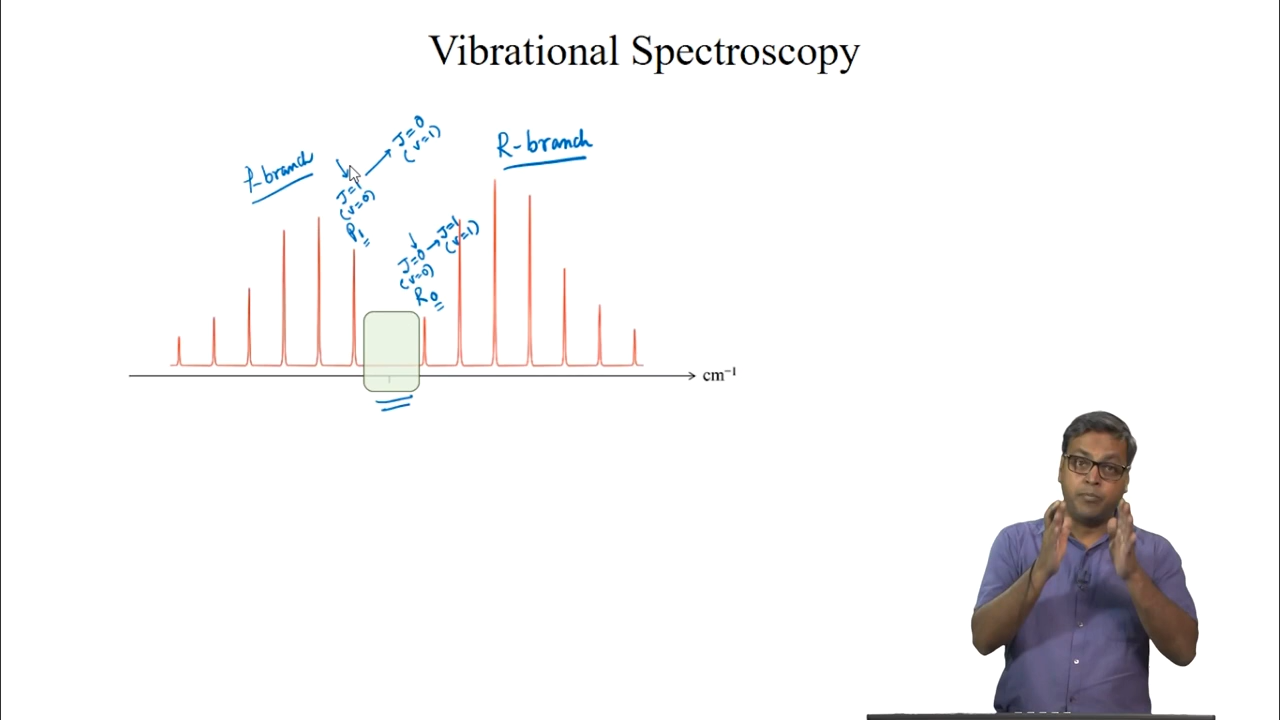 Vibrational Spectroscopy
P-branch
J=0
(v=1)
J=1
(v=0)
P1
R-branch
J=1
(v=1)
J=0
(v=0)
R0
cm⁻¹